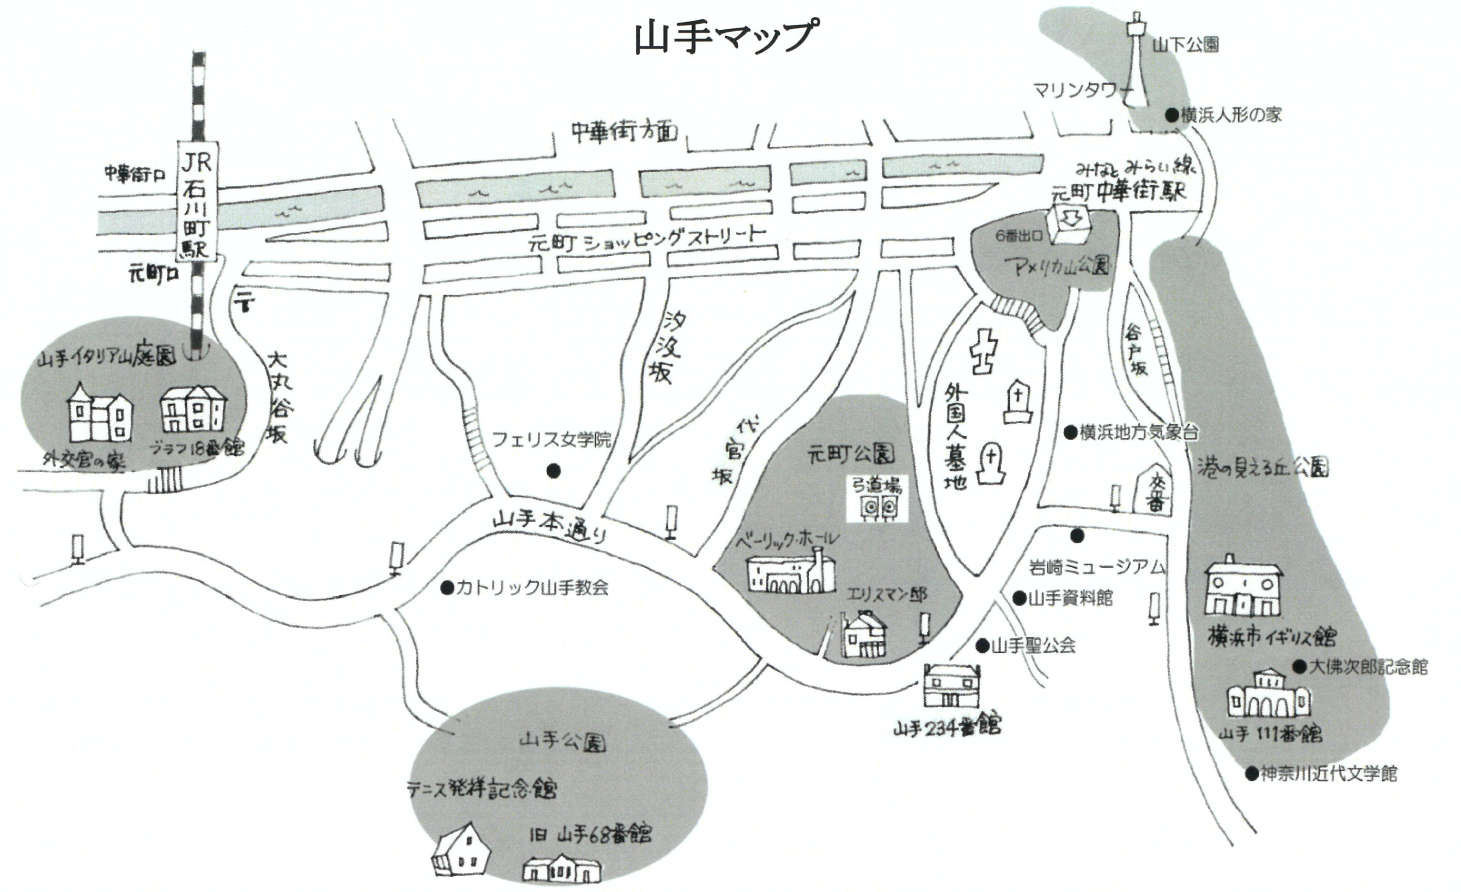 山手マップ
山下公園
マリンタワー
横浜人形の家
中華街方面
中華街口
JR石川町駅
元町口
みなとみらい線
元町中華街駅
6番出口
アメリカ山公園
元町ショッピングストリート
山手イタリア山庭園
外交官の家
ブラフ18番館
大丸谷坂
汐汲坂
代官坂
谷戸坂
フェリス女学院
元町公園
弓道場
外国人墓地
横浜地方気象台
港の見える丘公園
交番
山手本通り
ベーリック・ホール
エリスマン邸
カトリック山手教会
岩崎ミュージアム
山手資料館
山手聖公会
山手234番館
横浜市イギリス館
大佛次郎記念館
山手111番館
神奈川近代文学館
山手公園
テニス発祥記念館
旧 山手68番館